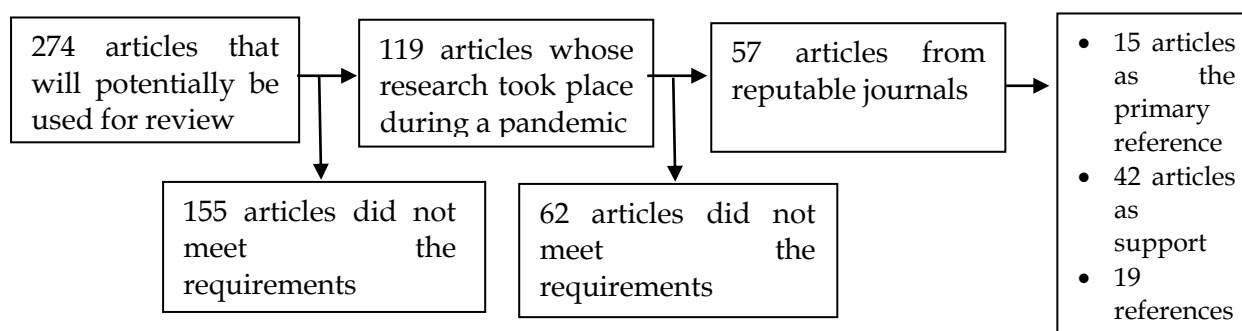 274 articles that
will potentially be
used for review
119 articles whose
research took place
during a pandemic
57 articles from
reputable journals
• 15 articles
as the
primary
reference
• 42 articles
as
support
• 19
references
155 articles did not
meet the
requirements
62 articles did not
meet the
requirements